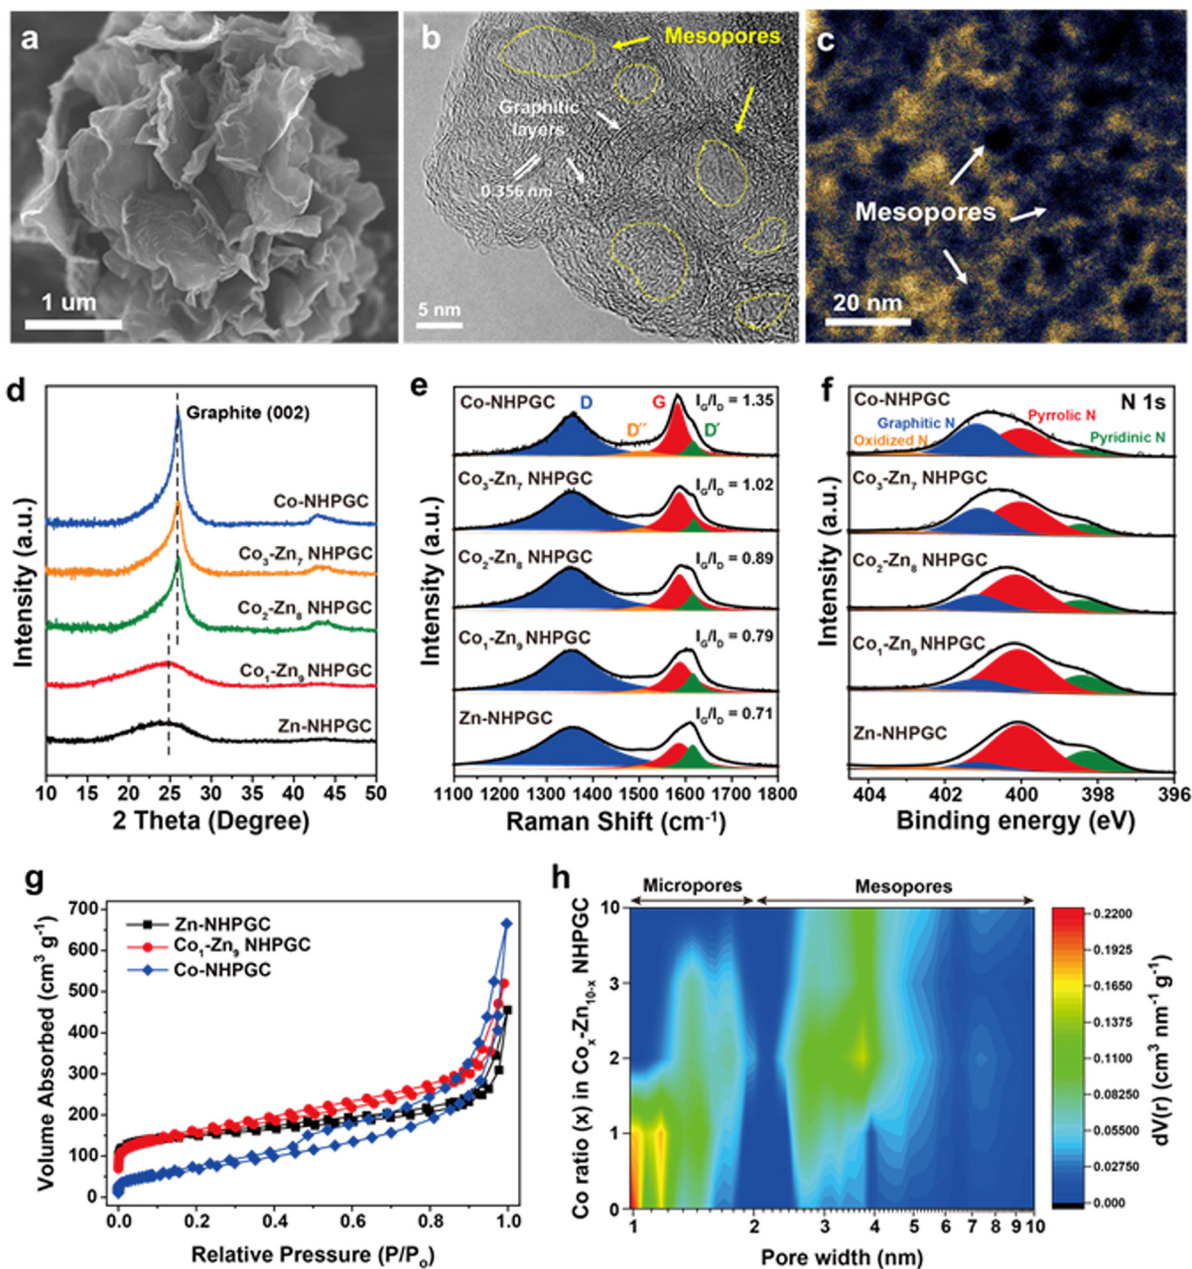 a
1 um
b
Mesopores
Graphitic
layers
0.356 nm
5 nm
c
Mesopores
20 nm
d
Graphite (002)
Co-NHPGC
Co3-Zn7 NHPGC
Co2-Zn8 NHPGC
Co1-Zn9 NHPGC
Zn-NHPGC
Intensity (a.u.)
10 15 20 25 30 35 40 45 50
2 Theta (Degree)
e
Co-NHPGC D G IG/ID = 1.35
D´´ D´
Co3-Zn7 NHPGC IG/ID = 1.02
Co2-Zn8 NHPGC IG/ID = 0.89
Co1-Zn9 NHPGC IG/ID = 0.79
Zn-NHPGC IG/ID = 0.71
Intensity (a.u.)
1100 1200 1300 1400 1500 1600 1700 1800
Raman Shift (cm-1)
f
Co-NHPGC N 1s
Graphitic N Pyrrolic N
Oxidized N Pyridinic N
Co3-Zn7 NHPGC
Co2-Zn8 NHPGC
Co1-Zn9 NHPGC
Zn-NHPGC
Intensity (a.u.)
404 402 400 398 396
Binding energy (eV)
g
700
600
500
400
300
200
100
0
Zn-NHPGC
Co1-Zn9 NHPGC
Co-NHPGC
Volume Absorbed (cm3 g-1)
0.0 0.2 0.4 0.6 0.8 1.0
Relative Pressure (P/Po)
h
Micropores Mesopores
10
3
2
1
0
Co ratio (x) in Cox-Zn10-x NHPGC
1 2 3 4 5 6 7 8 9 10
Pore width (nm)
0.2200
0.1925
0.1650
0.1375
0.1100
0.08250
0.05500
0.02750
0.000
dV(r) (cm3 nm-1 g-1)